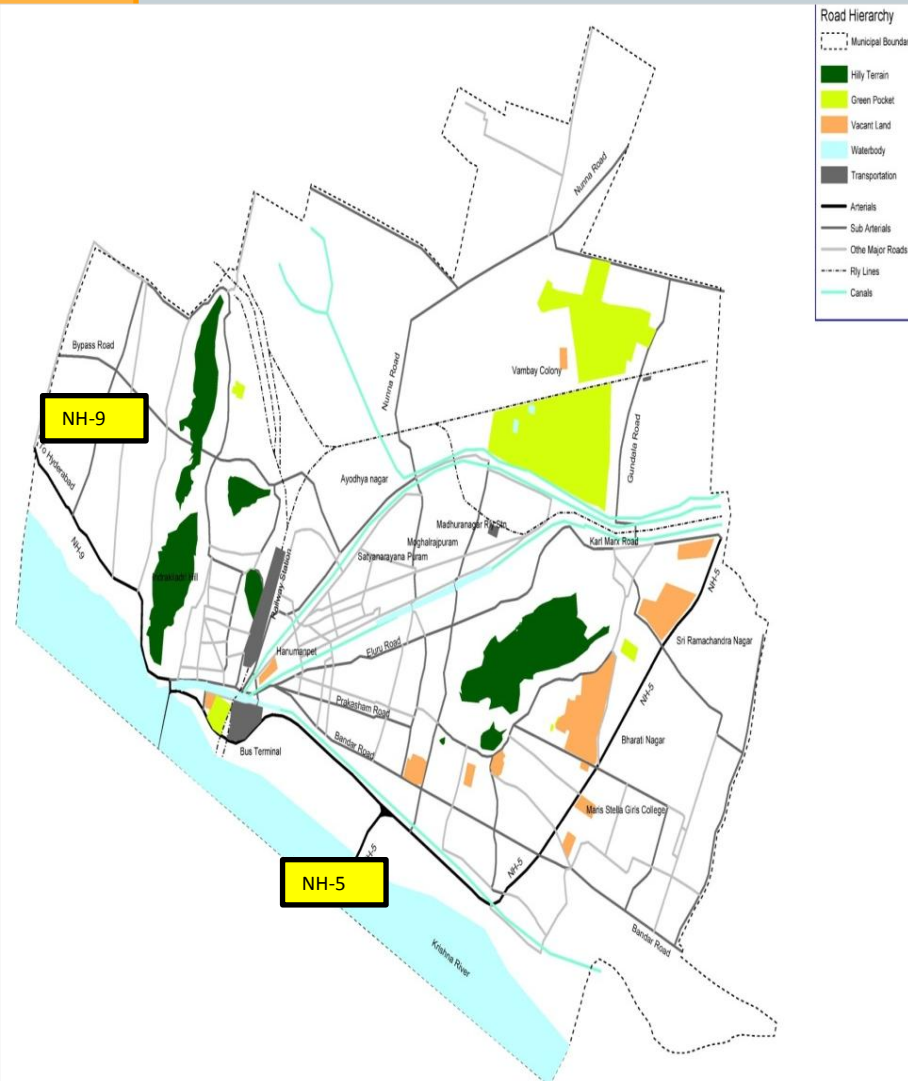 Road Hierarchy
Municipal Boundar
Hilly Terrain
Green Pocket
Vacant Land
Waterbody
Transportation
Arterials
Sub Arterials
Othe Major Roads
Rly Lines
Canals
Nunna Road
Bypass Road
NH-9
To Hyderabad
NH-9
Nunna Road
Vambay Colony
Gundala Road
Ayodhya nagar
Madhuranagar Rly Stn.
Moghalrajpuram
Satyanarayana Puram
Karl Marx Road
Railway Station
Hanumanpet
Eluru Road
NH-5
Sri Ramachandra Nagar
NH-5
Prakasham Road
Bandar Road
Bus Terminal
Bharati Nagar
Maris Stella Girls College
NH-5
NH-5
Bandar Road
Krishna River